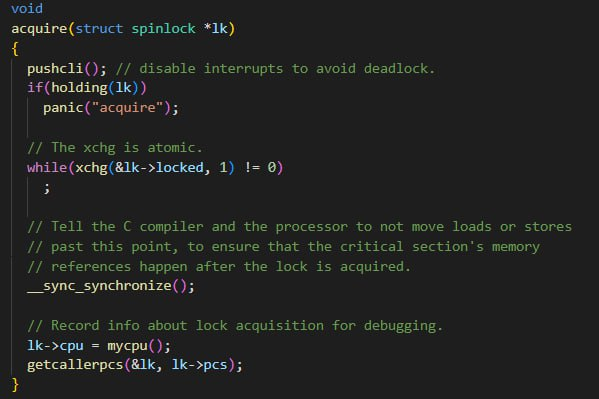 void
acquire(struct spinlock *lk)
{
  pushcli(); // disable interrupts to avoid deadlock.
  if(holding(lk))
    panic("acquire");

  // The xchg is atomic.
  while(xchg(&lk->locked, 1) != 0)
    ;

  // Tell the C compiler and the processor to not move loads or stores
  // past this point, to ensure that the critical section's memory
  // references happen after the lock is acquired.
  __sync_synchronize();

  // Record info about lock acquisition for debugging.
  lk->cpu = mycpu();
  getcallerpcs(&lk, lk->pcs);
}